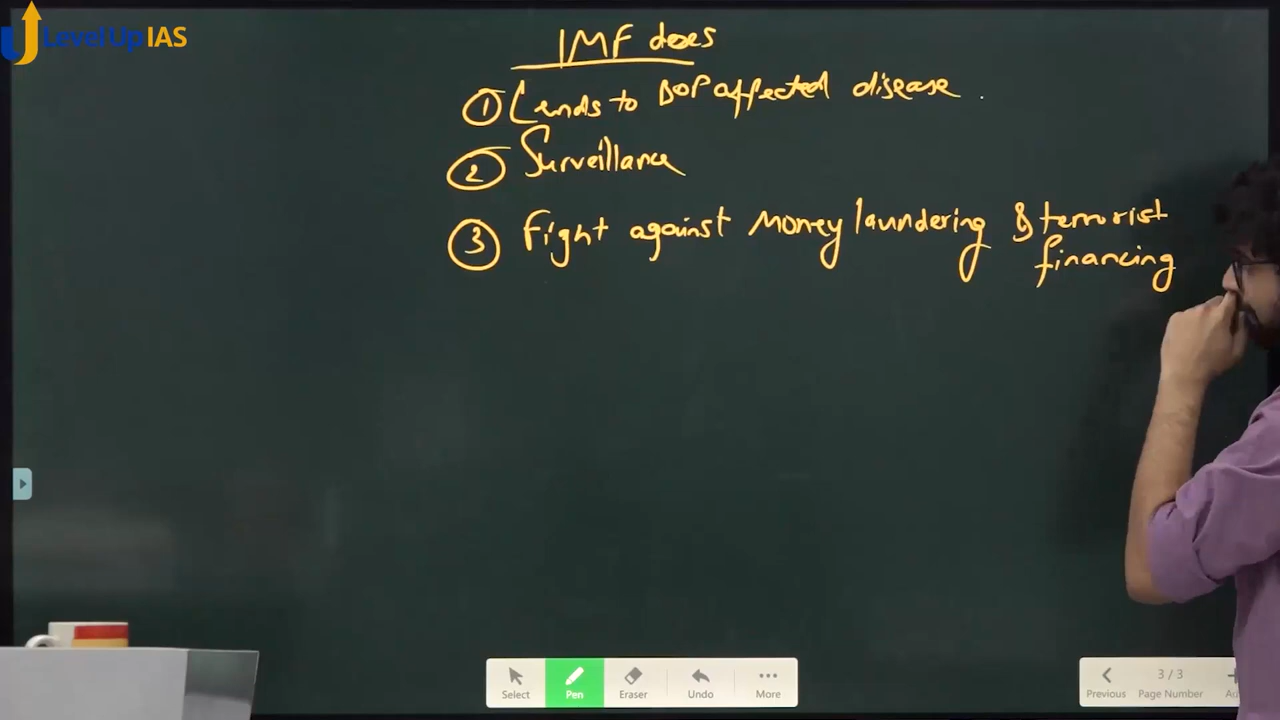 LevelUp IAS
IMF does
① Lends to BOP affected disease .
② Surveillance
③ Fight against Money laundering & terrorist
financing
Select Pen Eraser Undo More
Previous 3 / 3 Page Number